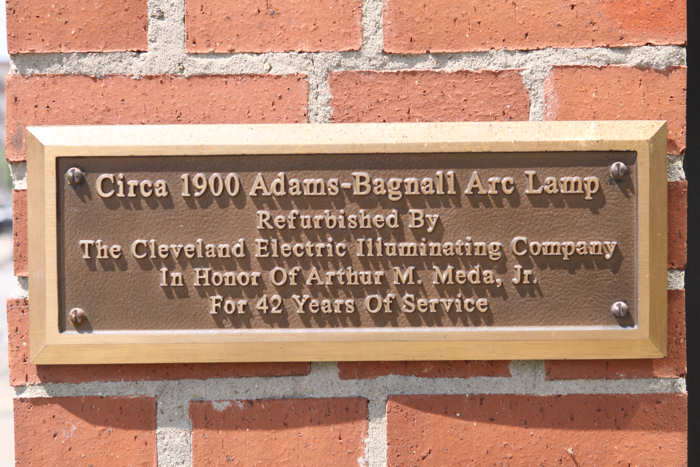 Circa 1900 Adams-Bagnall Arc Lamp
Refurbished By
The Cleveland Electric Illuminating Company
In Honor Of Arthur M. Meda, Jr.
For 42 Years Of Service